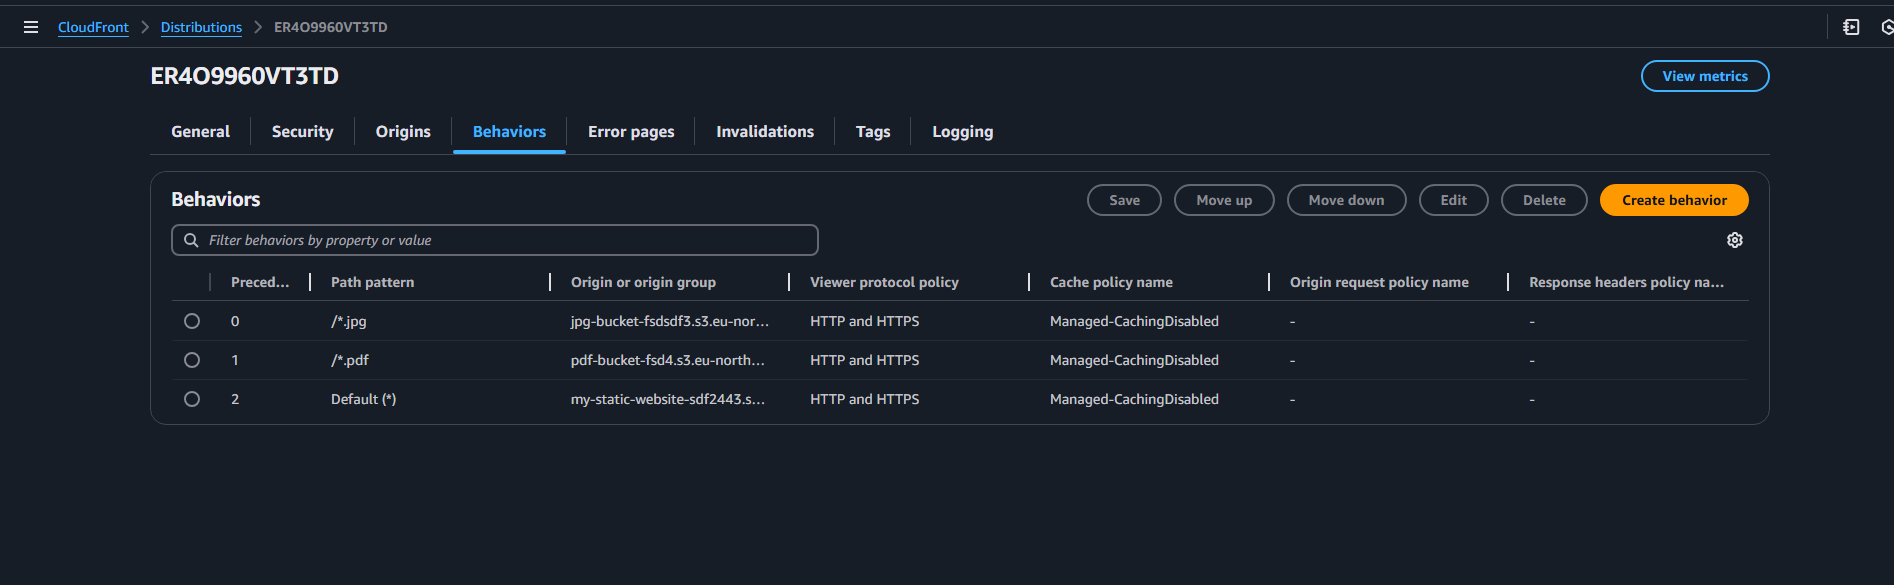 CloudFront > Distributions > ER4O9960VT3TD
ER4O9960VT3TD View metrics
General Security Origins Behaviors Error pages Invalidations Tags Logging
Behaviors Save Move up Move down Edit Delete Create behavior
Filter behaviors by property or value
Preced... Path pattern Origin or origin group Viewer protocol policy Cache policy name Origin request policy name Response headers policy na...
0 /*.jpg jpg-bucket-fsdsdf3.s3.eu-nor... HTTP and HTTPS Managed-CachingDisabled - -
1 /*.pdf pdf-bucket-fsd4.s3.eu-north... HTTP and HTTPS Managed-CachingDisabled - -
2 Default (*) my-static-website-sdf2443.s... HTTP and HTTPS Managed-CachingDisabled - -